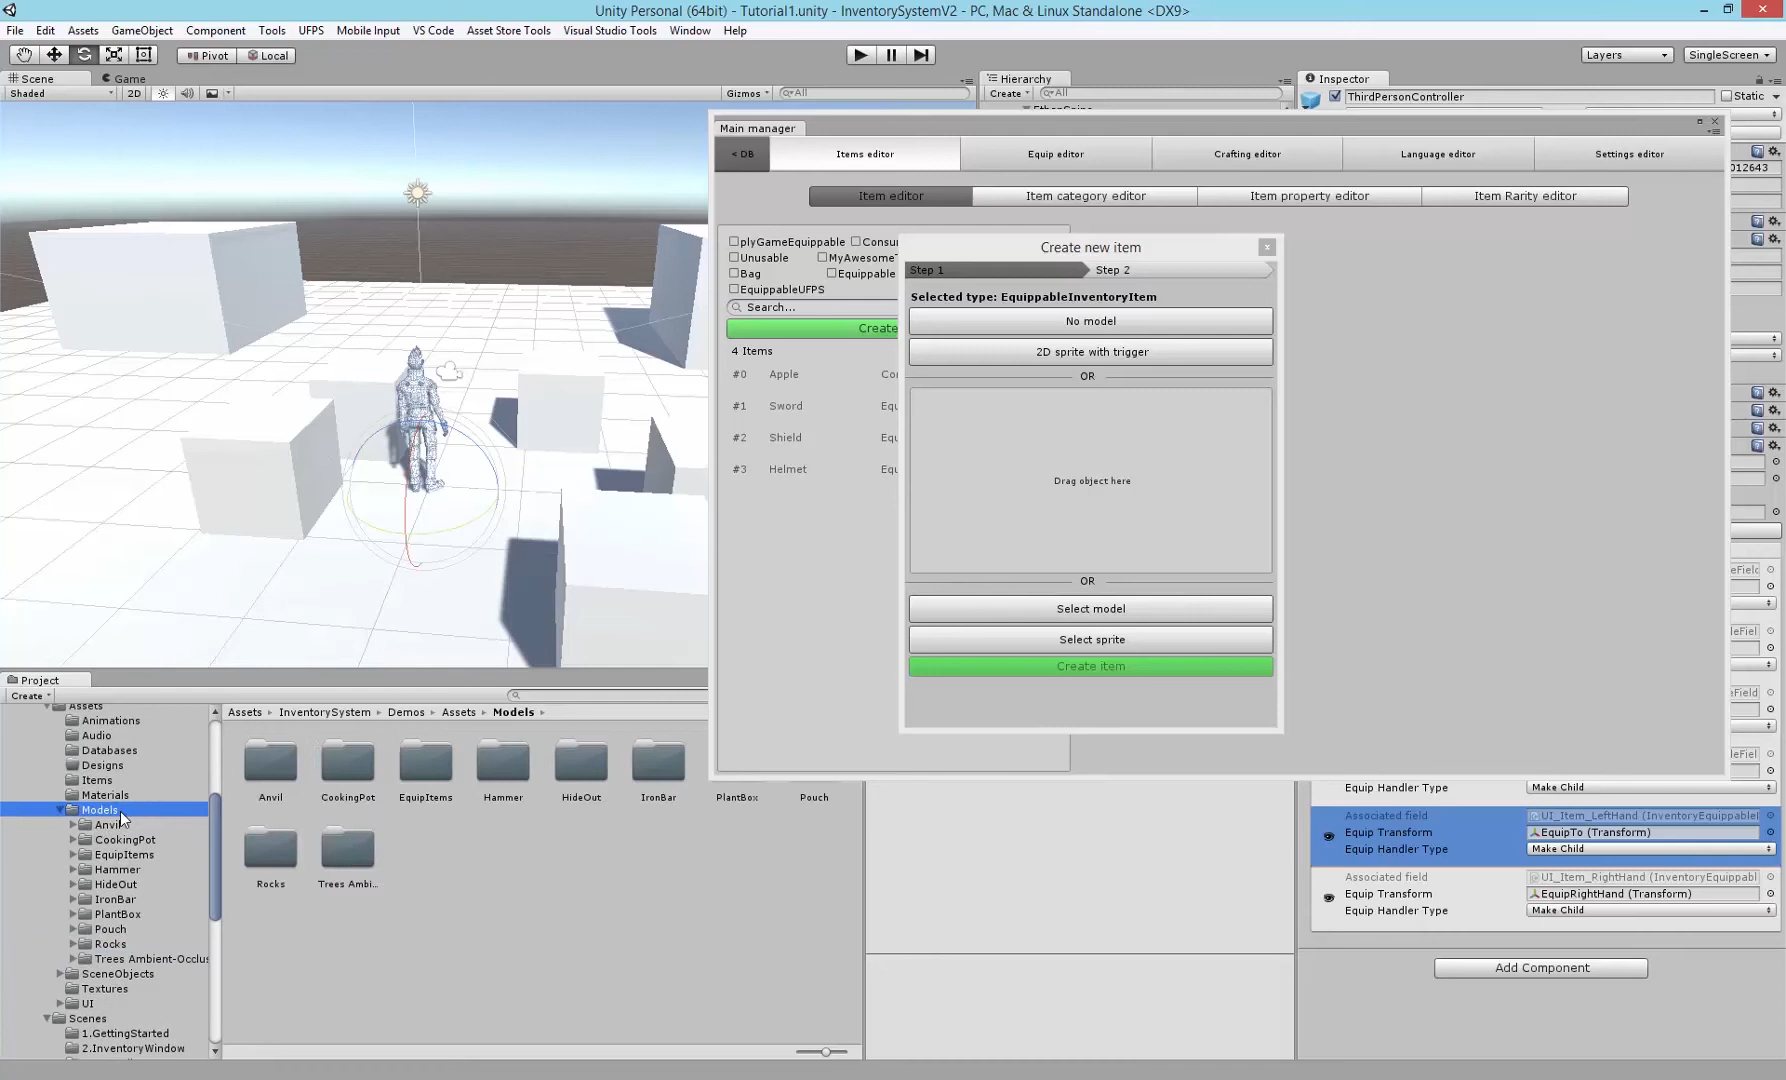 Unity Personal (64bit) - Tutorial1.unity - InventorySystemV2 - PC, Mac & Linux Standalone <DX9>
File Edit Assets GameObject Component Tools UFPS Mobile Input VS Code Asset Store Tools Visual Studio Tools Window Help
Pivot Local Layers SingleScreen
Scene Game Hierarchy Inspector
Shaded 2D Gizmos All Create All ThirdPersonController Static
Main manager
< DB Items editor Equip editor Crafting editor Language editor Settings editor
012643
Item editor Item category editor Item property editor Item Rarity editor
plyGameEquippable Consu
Unusable MyAwesomeT
Bag Equippable
EquippableUFPS
Search...
Create
4 Items
#0 Apple Co
#1 Sword Equ
#2 Shield Equ
#3 Helmet Equ
Create new item
Step 1 Step 2
Selected type: EquippableInventoryItem
No model
2D sprite with trigger
OR
Drag object here
OR
Select model
Select sprite
Create item
Project
Create
Assets
Animations
Audio
Databases
Designs
Items
Materials
Models
Anvil
CookingPot
EquipItems
Hammer
HideOut
IronBar
PlantBox
Pouch
Rocks
Trees Ambient-Occlus
SceneObjects
Textures
UI
Scenes
1.GettingStarted
2.InventoryWindow
Assets InventorySystem Demos Assets Models
Anvil CookingPot EquipItems Hammer HideOut IronBar PlantBox Pouch
Rocks Trees Ambi...
Equip Handler Type Make Child
Associated field UI_Item_LeftHand (InventoryEquippablel
Equip Transform EquipTo (Transform)
Equip Handler Type Make Child
Associated field UI_Item_RightHand (InventoryEquippabl
Equip Transform EquipRightHand (Transform)
Equip Handler Type Make Child
Add Component